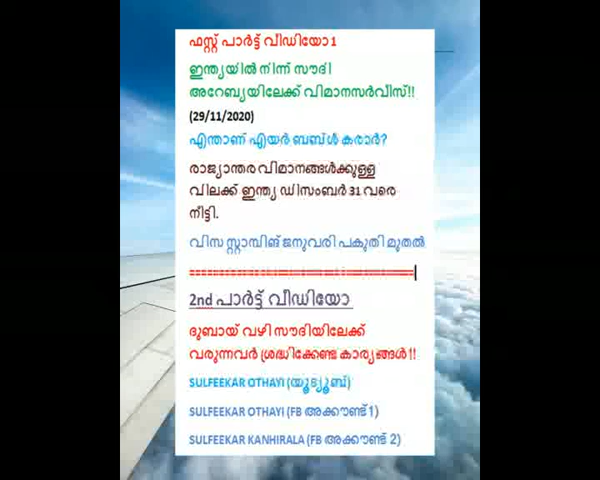 ഫസ്റ്റ് പാർട്ട് വീഡിയോ 1
ഇന്ത്യയിൽ നിന്ന് സൗദി
അറേബ്യയിലേക്ക് വിമാനസർവീസ്!!
(29/11/2020)
എന്താണ് എയർ ബബ്ൾ കരാർ?
രാജ്യാന്തര വിമാനങ്ങൾക്കുള്ള
വിലക്ക് ഇന്ത്യ ഡിസംബർ 31 വരെ
നീട്ടി.
വിസ സ്റ്റാമ്പിങ് ജനുവരി പകുതി മുതൽ
=======================================
2nd പാർട്ട് വീഡിയോ
ദുബായ് വഴി സൗദിയിലേക്ക്
വരുന്നവർ ശ്രദ്ധിക്കേണ്ട കാര്യങ്ങൾ!!
SULFEEKAR OTHAYI (യൂട്യൂബ്)
SULFEEKAR OTHAYI (FB അക്കൗണ്ട് 1)
SULFEEKAR KANHIRALA (FB അക്കൗണ്ട് 2)